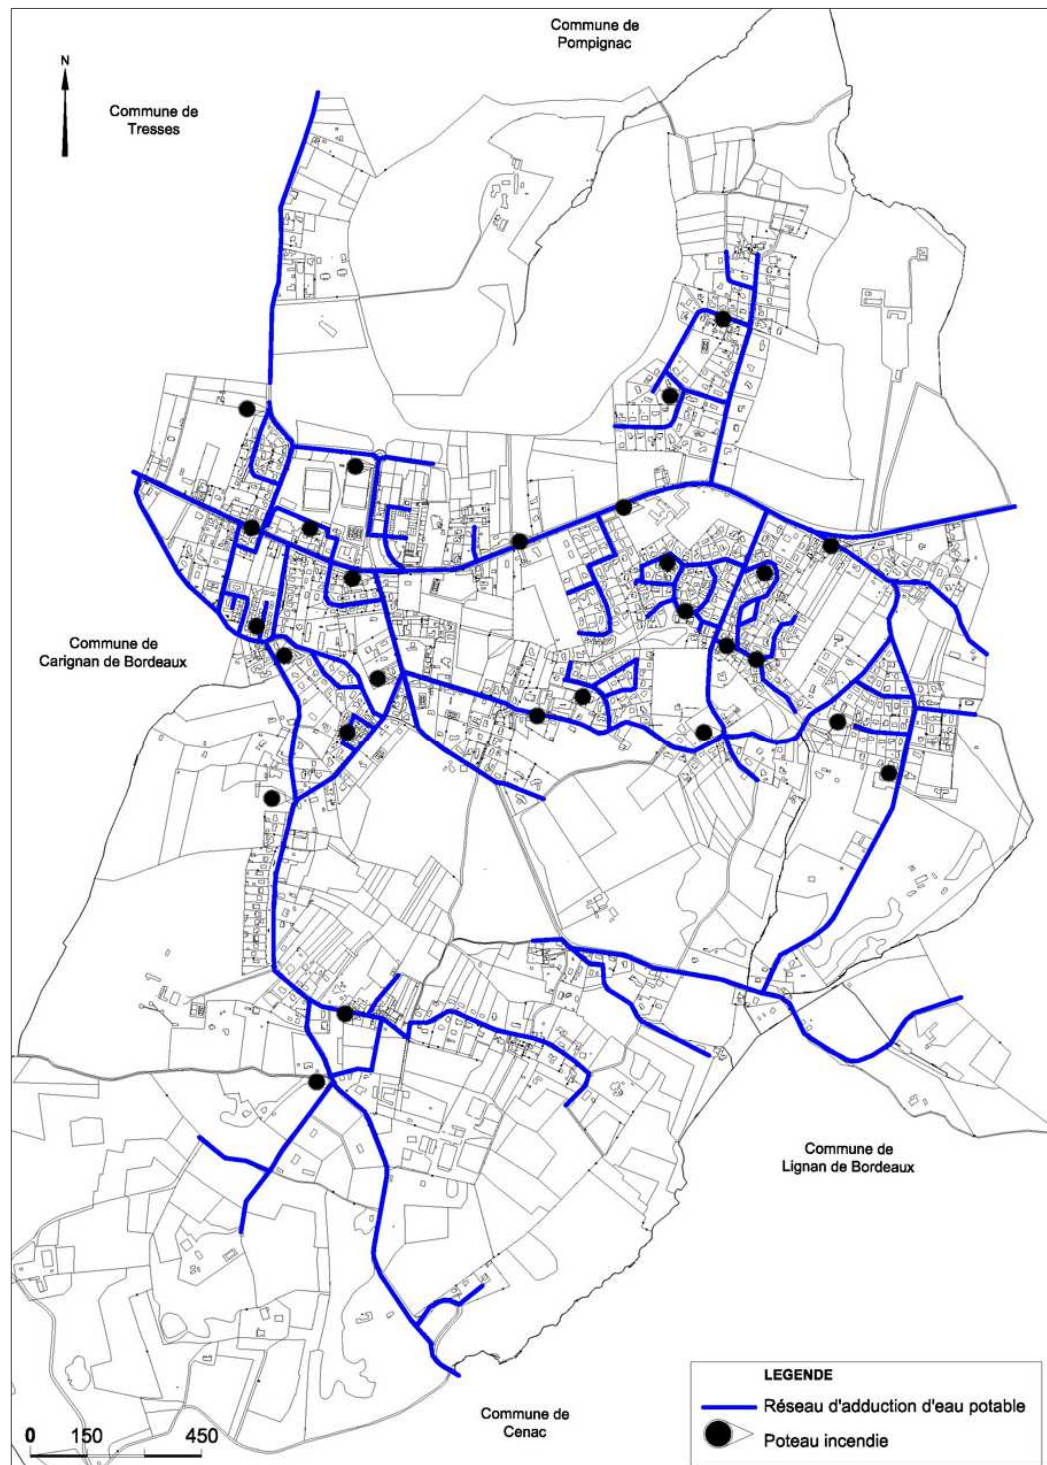 Commune de
Pompignac
N
Commune de
Tresses
Commune de
Carignan de Bordeaux
Commune de
Lignan de Bordeaux
Commune de
Cenac
LEGENDE
Réseau d'adduction d'eau potable
Poteau incendie
0 150 450